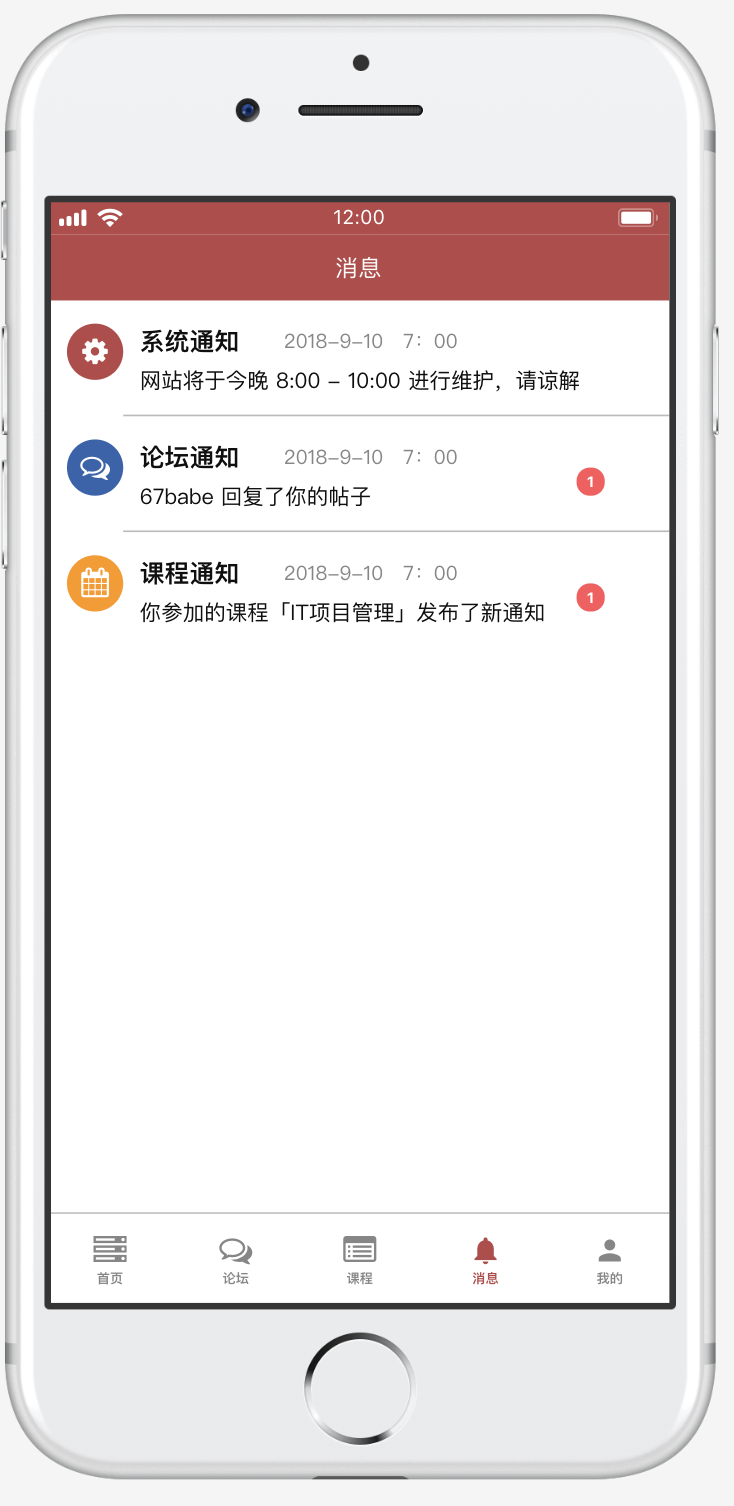 12:00
消息
系统通知 2018-9-10 7：00
网站将于今晚 8:00 - 10:00 进行维护，请谅解
论坛通知 2018-9-10 7：00
67babe 回复了你的帖子
1
课程通知 2018-9-10 7：00
你参加的课程「IT项目管理」发布了新通知
1
首页 论坛 课程 消息 我的